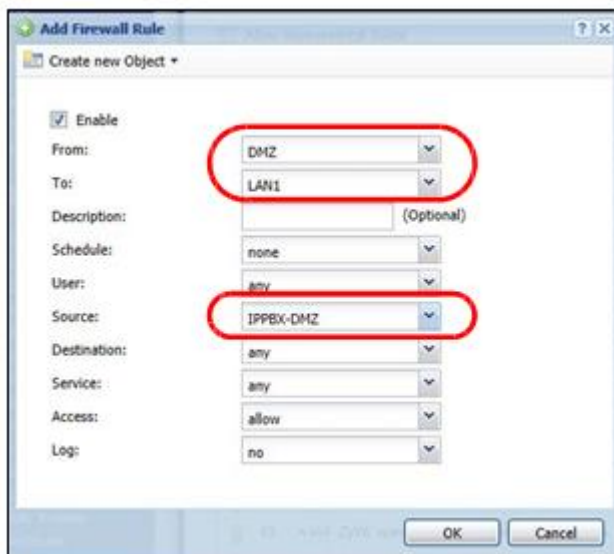 Add Firewall Rule
Create new Object
Enable
From: DMZ
To: LAN1
Description: (Optional)
Schedule: none
User: any
Source: IPPBX-DMZ
Destination: any
Service: any
Access: allow
Log: no
OK Cancel